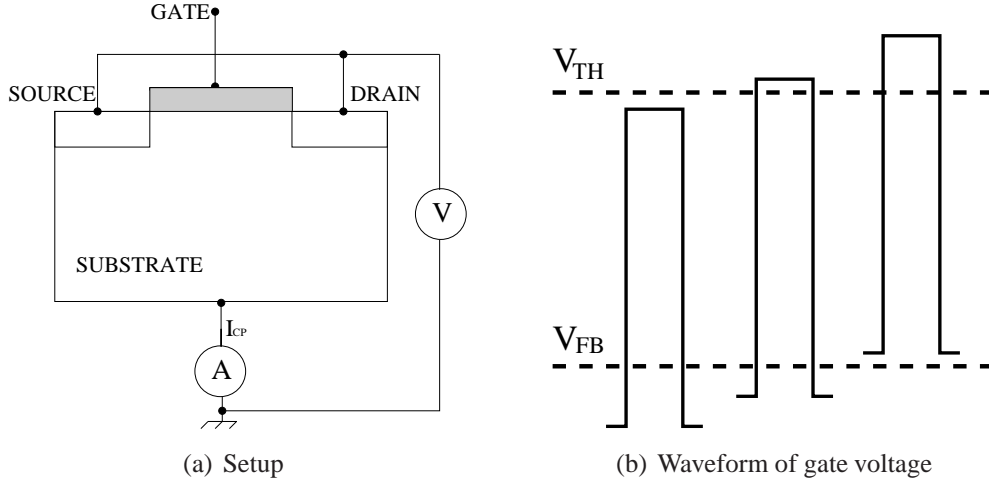 GATE
SOURCE
DRAIN
V
SUBSTRATE
I_CP
A
(a) Setup
V_TH
V_FB
(b) Waveform of gate voltage